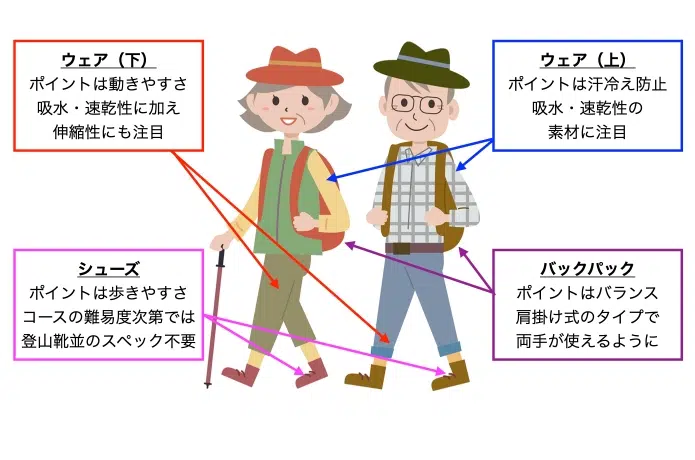 ウェア（下）
ポイントは動きやすさ
吸水・速乾性に加え
伸縮性にも注目
ウェア（上）
ポイントは汗冷え防止
吸水・速乾性の
素材に注目
シューズ
ポイントは歩きやすさ
コースの難易度次第では
登山靴並のスペック不要
バックパック
ポイントはバランス
肩掛け式のタイプで
両手が使えるように